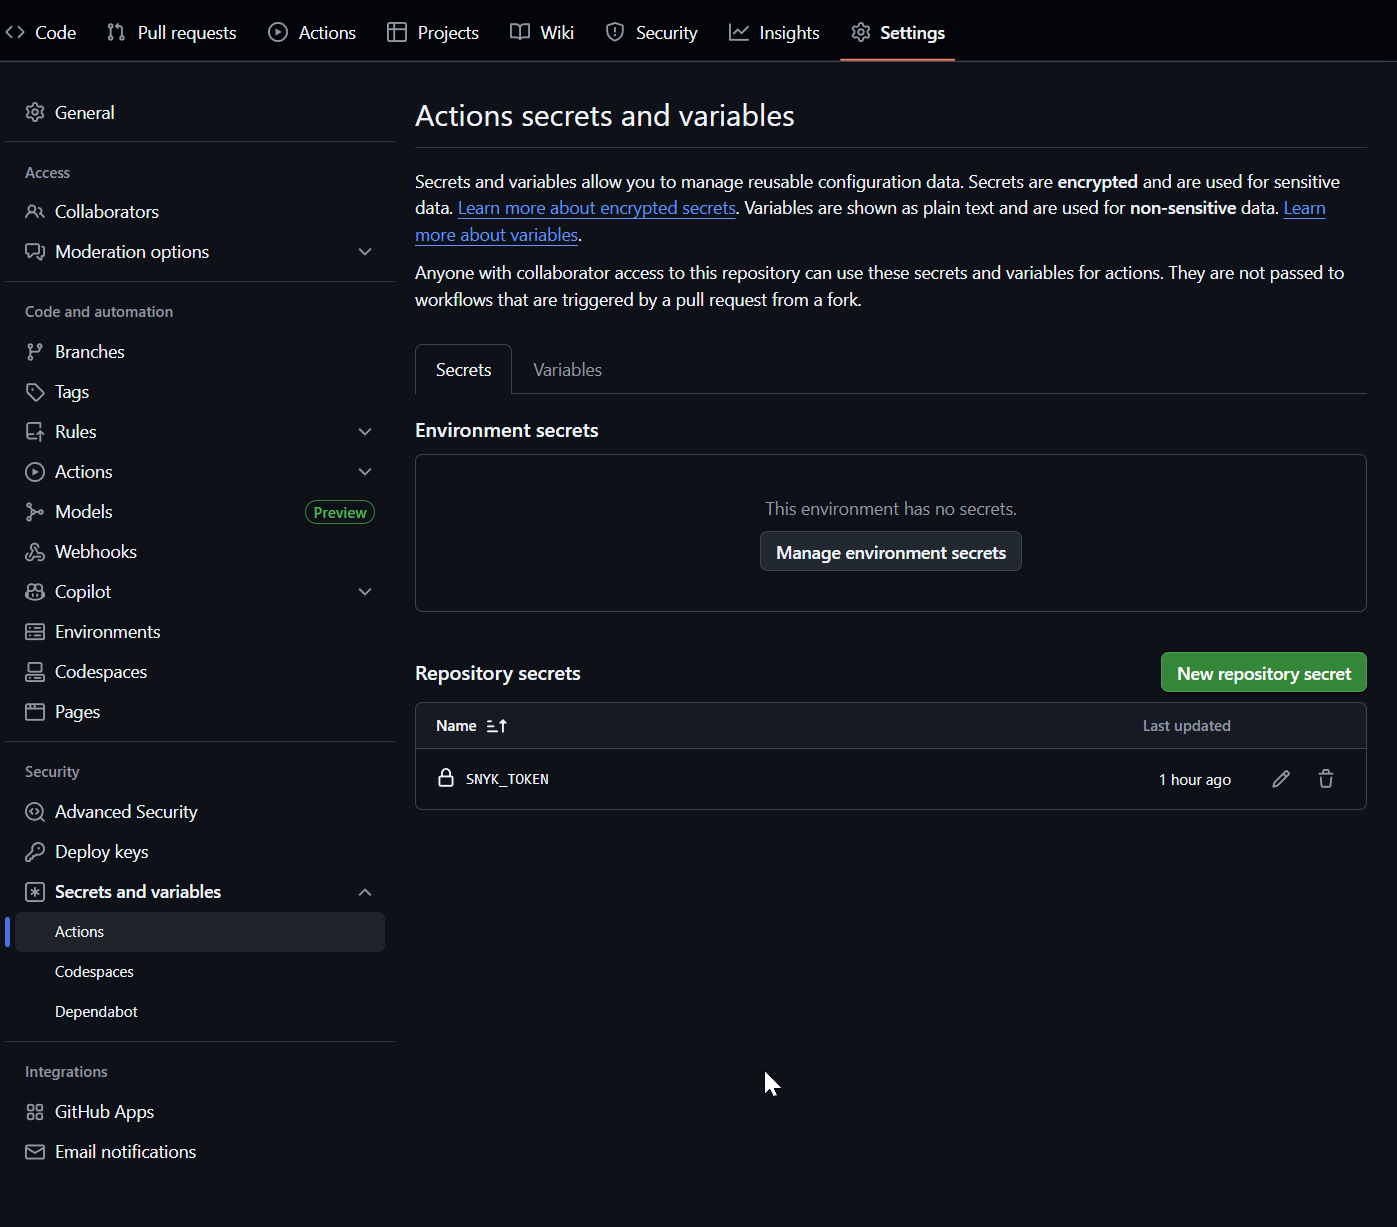 Code Pull requests Actions Projects Wiki Security Insights Settings
General
Access
Collaborators
Moderation options
Code and automation
Branches
Tags
Rules
Actions
Models Preview
Webhooks
Copilot
Environments
Codespaces
Pages
Security
Advanced Security
Deploy keys
Secrets and variables
Actions
Codespaces
Dependabot
Integrations
GitHub Apps
Email notifications
Actions secrets and variables
Secrets and variables allow you to manage reusable configuration data. Secrets are encrypted and are used for sensitive
data. Learn more about encrypted secrets. Variables are shown as plain text and are used for non-sensitive data. Learn
more about variables.
Anyone with collaborator access to this repository can use these secrets and variables for actions. They are not passed to
workflows that are triggered by a pull request from a fork.
Secrets Variables
Environment secrets
This environment has no secrets.
Manage environment secrets
Repository secrets New repository secret
Name Last updated
SNYK_TOKEN 1 hour ago